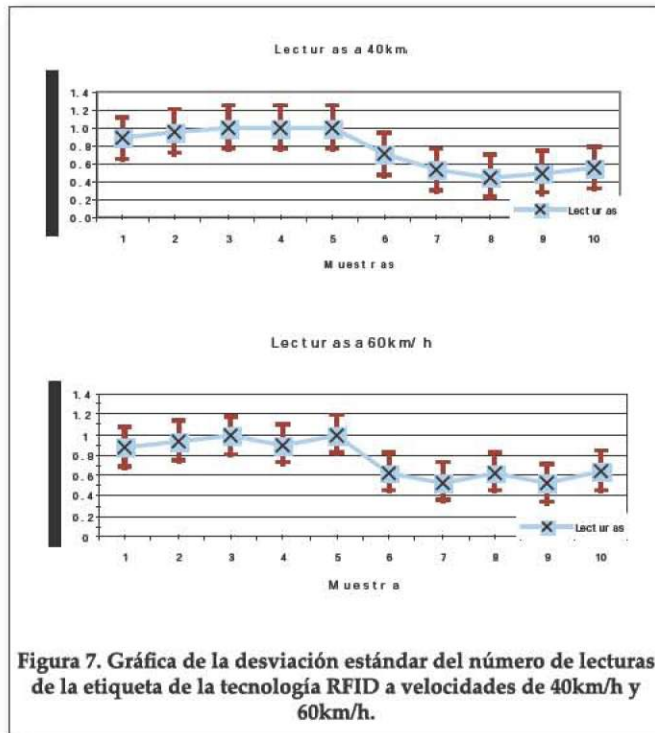 Lecturas a 40km
1.4
1.2
1.0
0.8
0.6
0.4
0.2
0.0
1 2 3 4 5 6 7 8 9 10
Lecturas
Muestras
Lecturas a 60km/h
1.4
1.2
1
0.8
0.6
0.4
0.2
0
1 2 3 4 5 6 7 8 9 10
Lecturas
Muestra
Figura 7. Gráfica de la desviación estándar del número de lecturas
de la etiqueta de la tecnología RFID a velocidades de 40km/h y
60km/h.